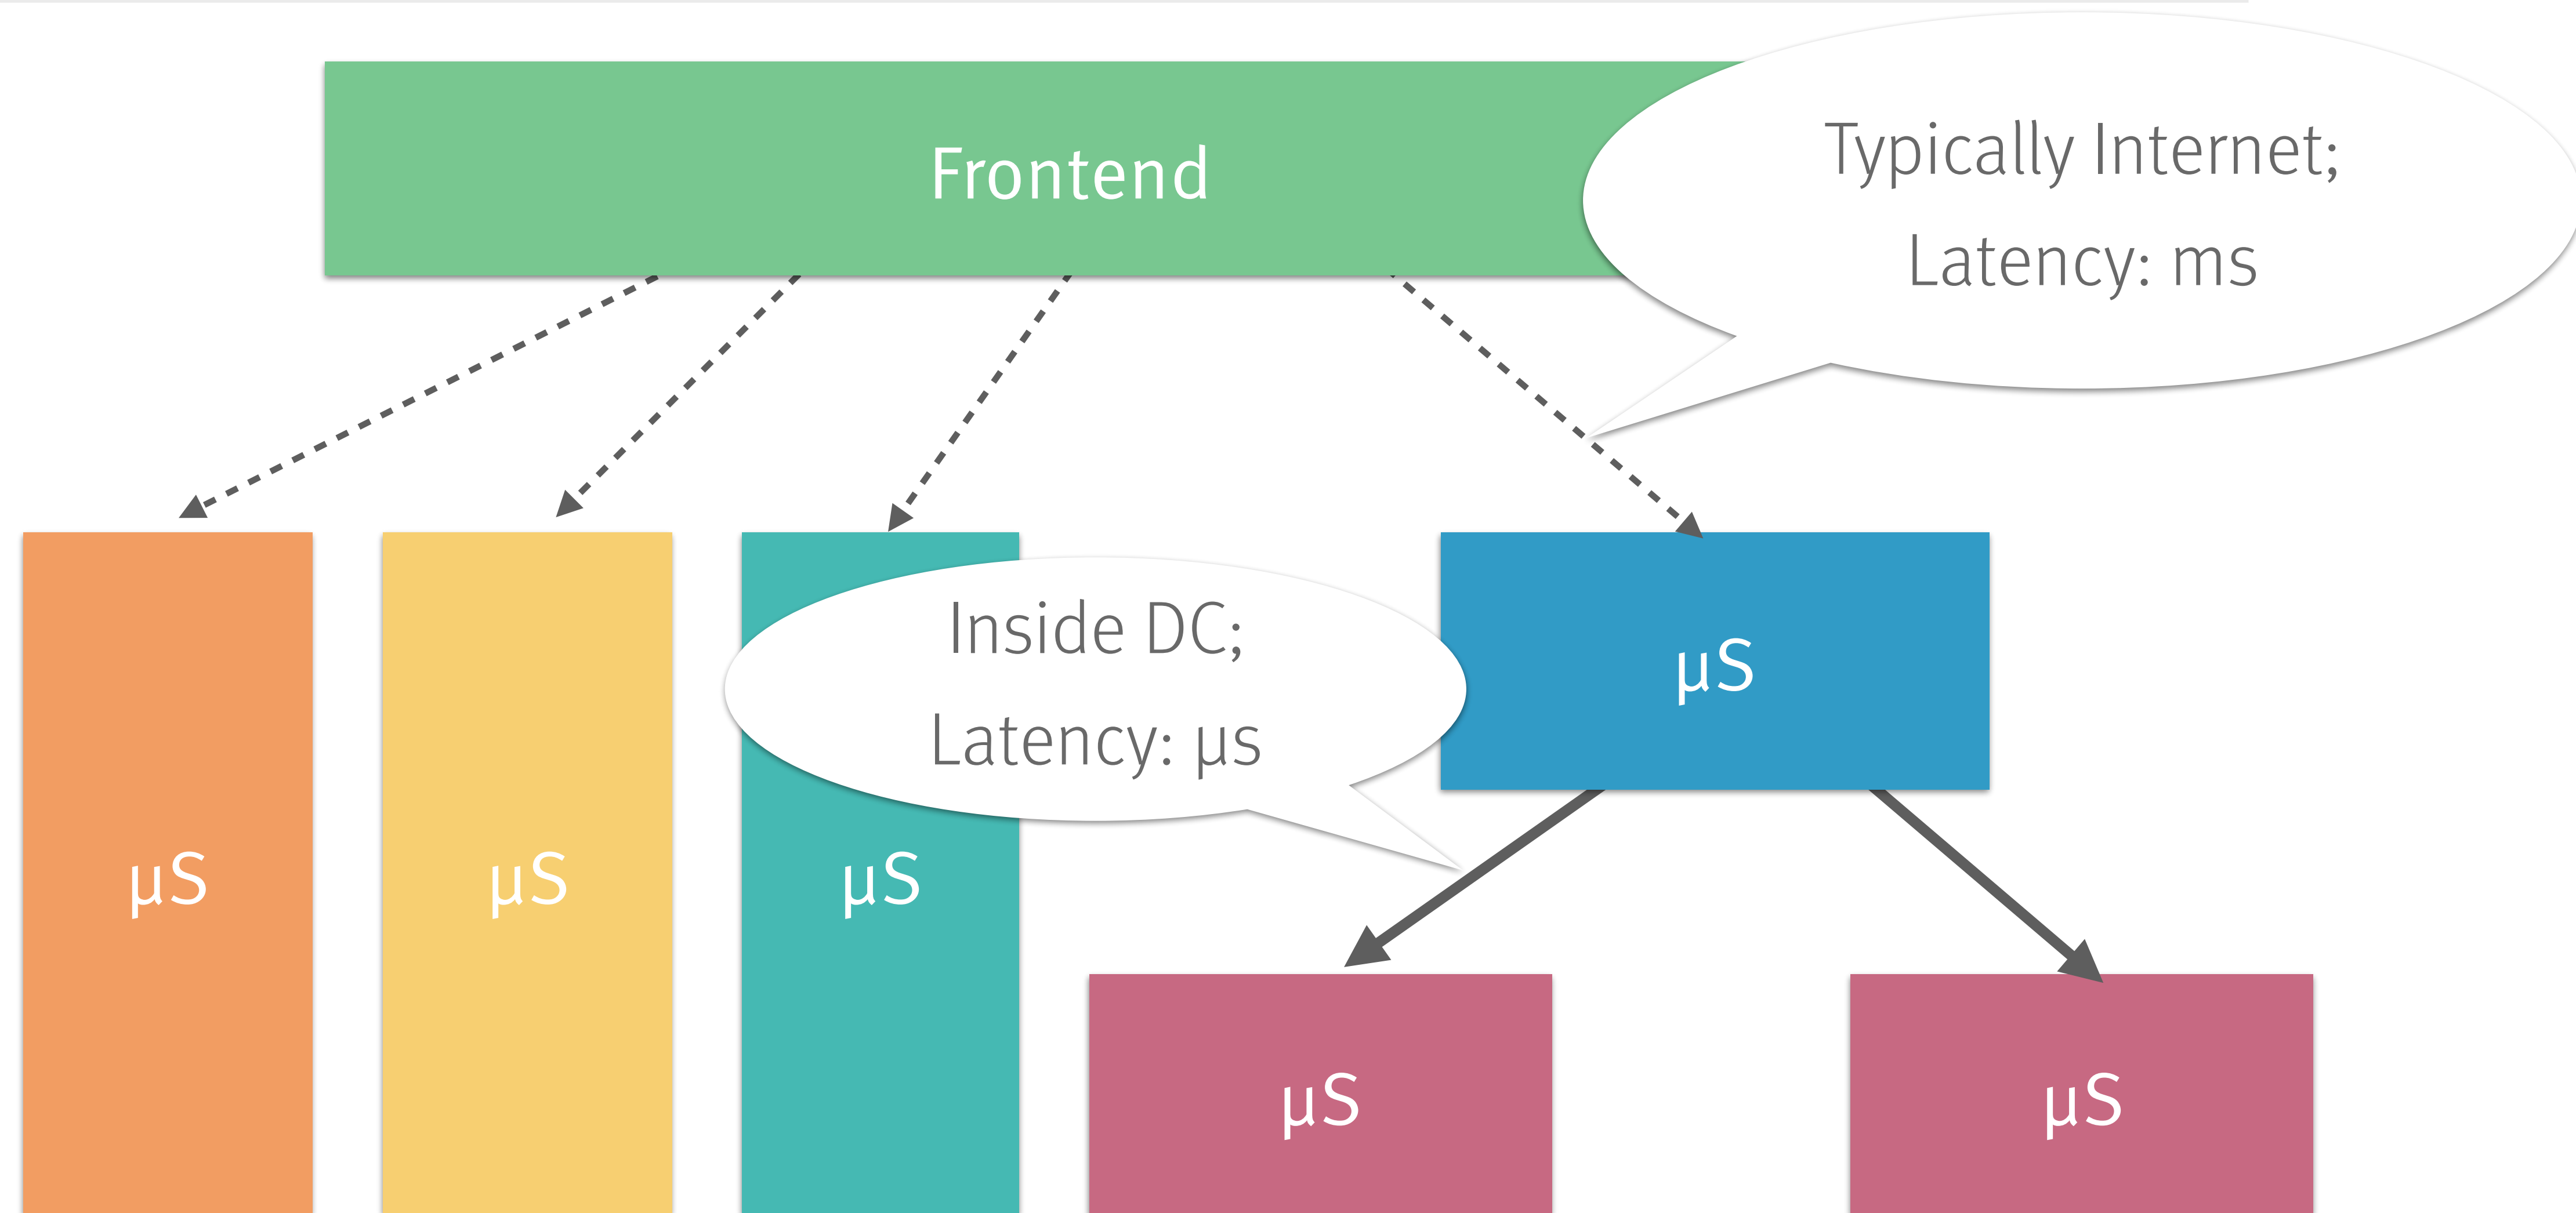 Frontend
Typically Internet;
Latency: ms
Inside DC;
Latency: µs
µS
µS
µS
µS
µS
µS